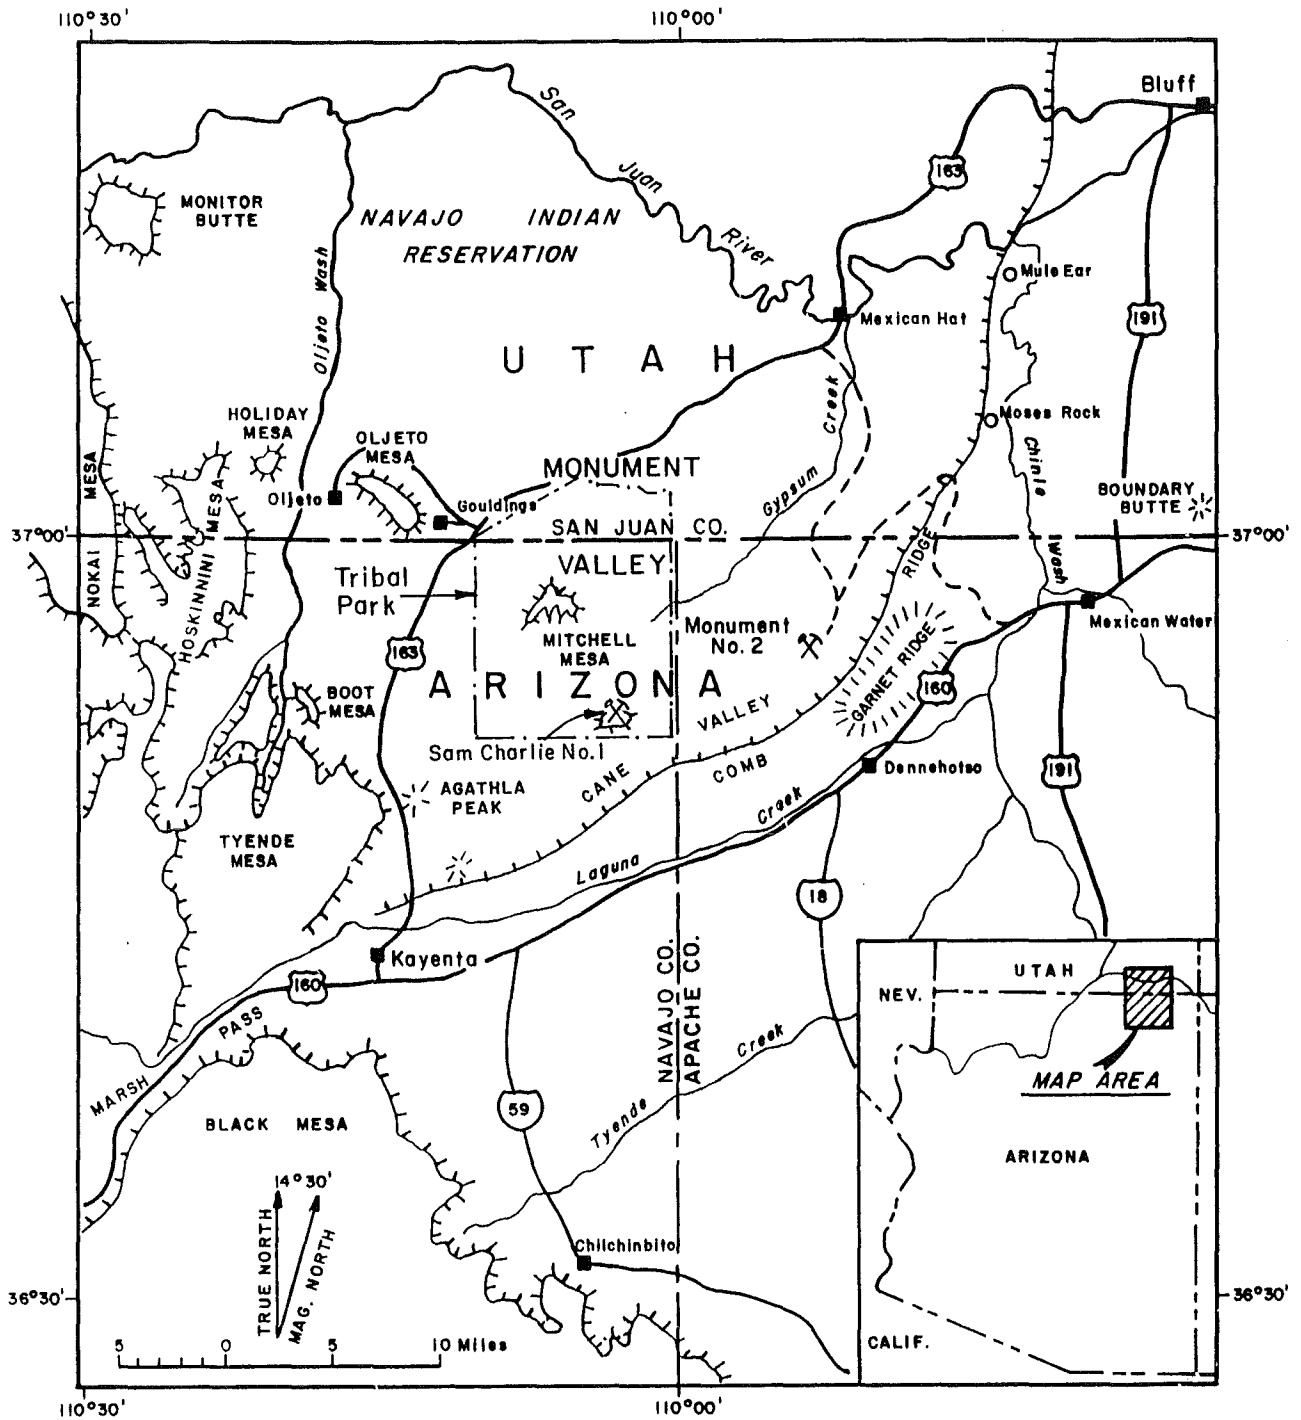 110°30'
110°00'
Bluff
San
Juan
River
163
MONITOR
BUTTE
NAVAJO INDIAN
RESERVATION
Oljeto Wash
Mule Ear
191
Mexican Hat
UTAH
Creek
Gypsum
HOLIDAY
MESA
OLJETO
MESA
Moses Rock
Chinle
Wash
MONUMENT
NOKAI MESA
HOSKINNINI MESA
Oljeto
Gouldings
BOUNDARY
BUTTE
SAN JUAN CO.
37°00'
37°00'
VALLEY
RIDGE
Tribal
Park
MITCHELL
MESA
Monument
No. 2
Mexican Water
163
ARIZONA
GARNET RIDGE
160
BOOT
MESA
VALLEY
Sam Charlie No.1
CANE
COMB
Dennehotso
191
AGATHLA
PEAK
Creek
TYENDE
MESA
Laguna
18
Kayenta
NAVAJO CO.
APACHE CO.
160
PASS
MARSH
UTAH
NEV.
Creek
MAP AREA
59
Tyende
BLACK MESA
ARIZONA
14°30'
TRUE NORTH
MAG. NORTH
Chilchinbito
36°30'
36°30'
CALIF.
5 0 5 10 Miles
110°30'
110°00'